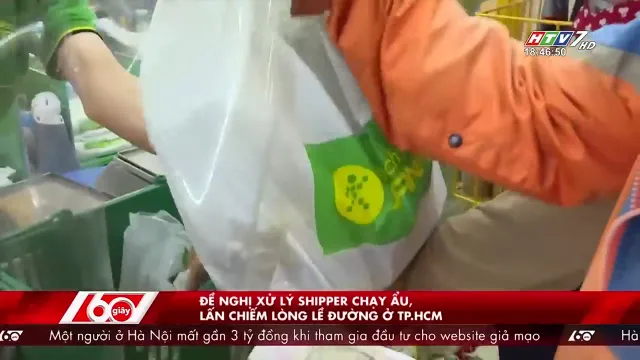 HTV7 HD
18:46:50
60 giây
ĐỀ NGHỊ XỬ LÝ SHIPPER CHẠY ẨU,
LẤN CHIẾM LÒNG LỀ ĐƯỜNG Ở TP.HCM
60 Một người ở Hà Nội mất gần 3 tỷ đồng khi tham gia đầu tư cho website giả mạo 60